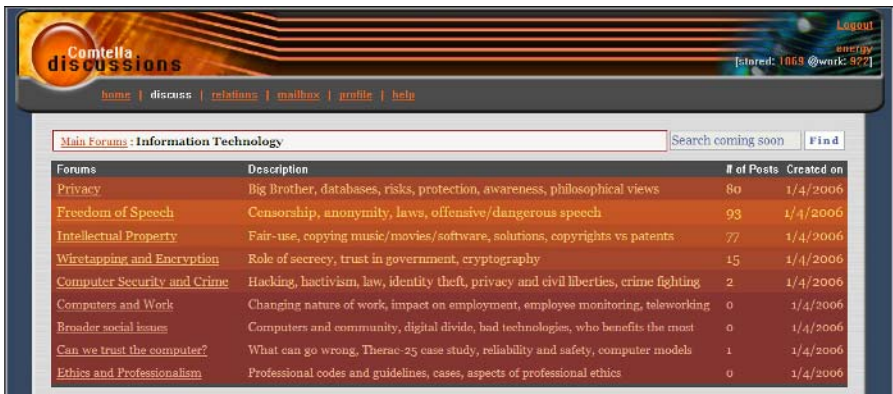 Logout
Comtella
discussions
energy
[stored: 1069 @work: 922]
home | discuss | relations | mailbox | profile | help
Main Forums : Information Technology Search coming soon Find
Forums Description # of Posts Created on
Privacy Big Brother, databases, risks, protection, awareness, philosophical views 80 1/4/2006
Freedom of Speech Censorship, anonymity, laws, offensive/dangerous speech 93 1/4/2006
Intellectual Property Fair-use, copying music/movies/software, solutions, copyrights vs patents 77 1/4/2006
Wiretapping and Encryption Role of secrecy, trust in government, cryptography 15 1/4/2006
Computer Security and Crime Hacking, hactivism, law, identity theft, privacy and civil liberties, crime fighting 2 1/4/2006
Computers and Work Changing nature of work, impact on employment, employee monitoring, teleworking 0 1/4/2006
Broader social issues Computers and community, digital divide, bad technologies, who benefits the most 0 1/4/2006
Can we trust the computer? What can go wrong, Therac-25 case study, reliability and safety, computer models 1 1/4/2006
Ethics and Professionalism Professional codes and guidelines, cases, aspects of professional ethics 0 1/4/2006